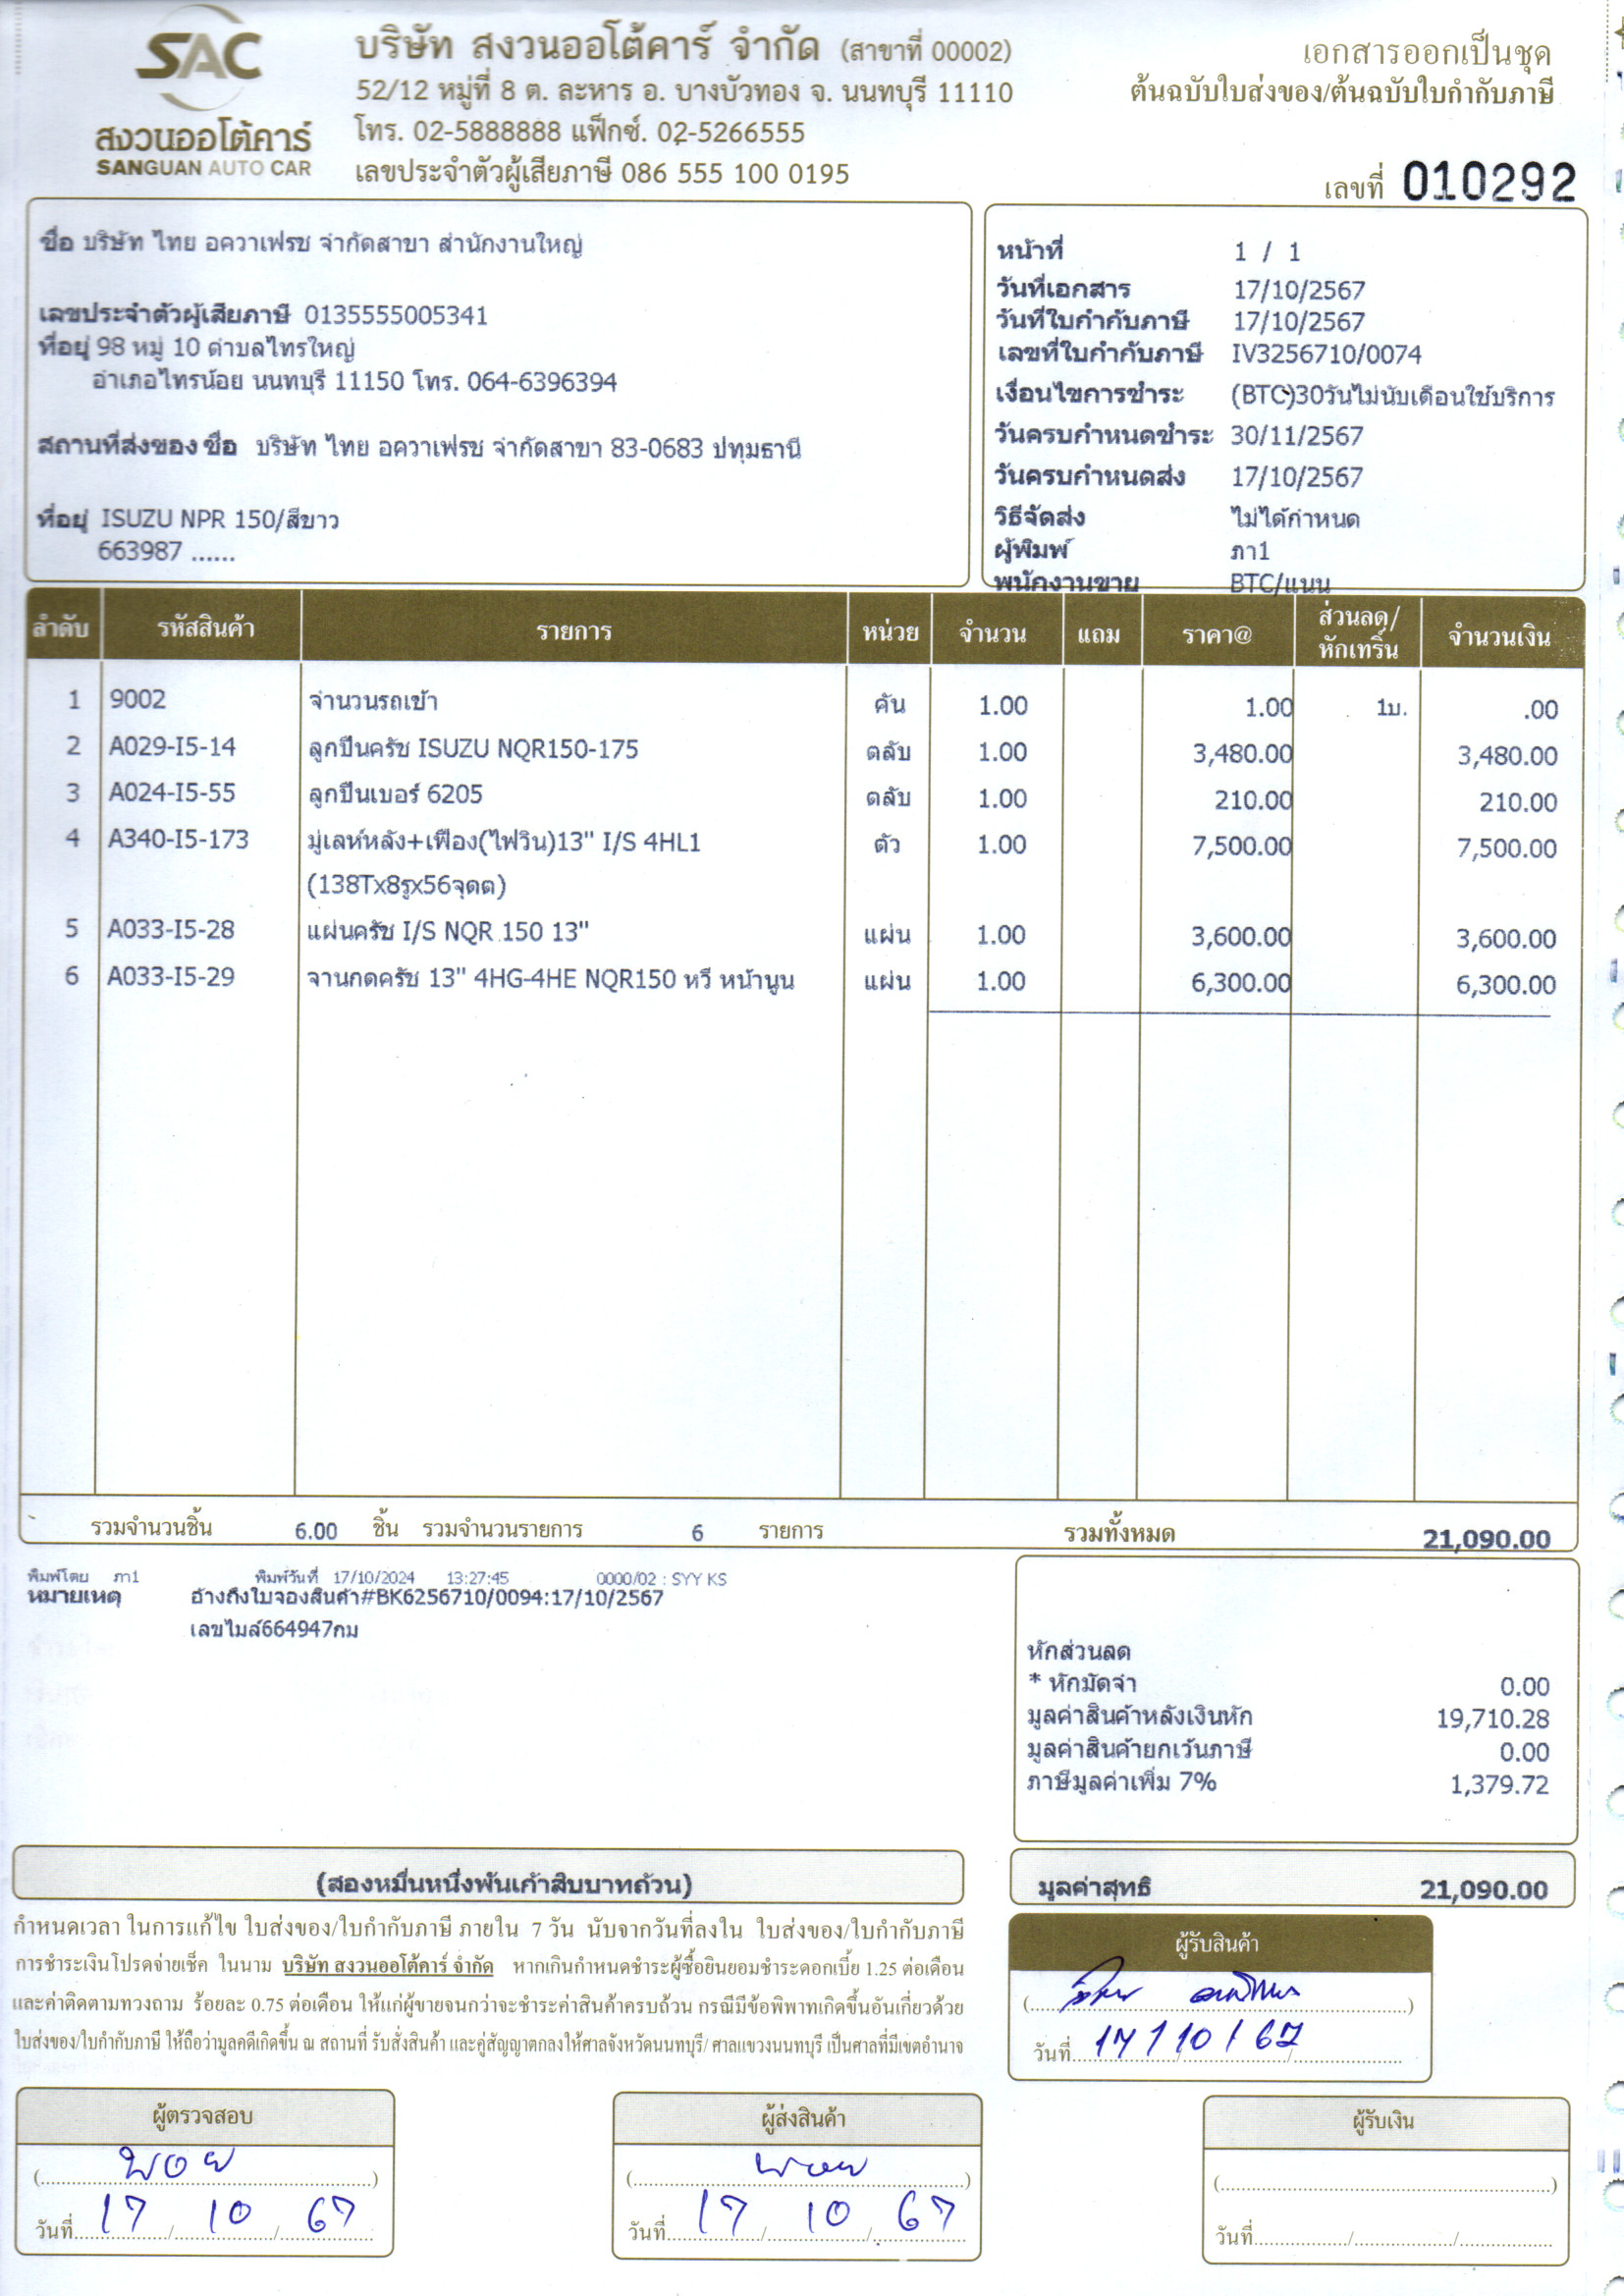 SAC
สงวนออโต้คาร์
SANGUAN AUTO CAR
บริษัท สงวนออโต้คาร์ จำกัด (สาขาที่ 00002)
52/12 หมู่ที่ 8 ต. ละหาร อ. บางบัวทอง จ. นนทบุรี 11110
โทร. 02-5888888 แฟ็กซ์. 02-5266555
เลขประจำตัวผู้เสียภาษี 086 555 100 0195
เอกสารออกเป็นชุด
ต้นฉบับใบส่งของ/ต้นฉบับใบกำกับภาษี
เลขที่ 010292
ชื่อ บริษัท ไทย อควาเฟรช จำกัดสาขา สำนักงานใหญ่
เลขประจำตัวผู้เสียภาษี 0135555005341
ที่อยู่ 98 หมู่ 10 ตำบลไทรใหญ่
อำเภอไทรน้อย นนทบุรี 11150 โทร. 064-6396394
สถานที่ส่งของ ชื่อ บริษัท ไทย อควาเฟรช จำกัดสาขา 83-0683 ปทุมธานี
ที่อยู่ ISUZU NPR 150/สีขาว
663987 ......
หน้าที่ 1 / 1
วันที่เอกสาร 17/10/2567
วันที่ใบกำกับภาษี 17/10/2567
เลขที่ใบกำกับภาษี IV3256710/0074
เงื่อนไขการชำระ (BTC)30วันไม่นับเดือนใช้บริการ
วันครบกำหนดชำระ 30/11/2567
วันครบกำหนดส่ง 17/10/2567
วิธีจัดส่ง ไม่ได้กำหนด
ผู้พิมพ์ ภา1
พนักงานขาย BTC/แนน
ลำดับ รหัสสินค้า รายการ หน่วย จำนวน แถม ราคา@ ส่วนลด/หักเทริ์น จำนวนเงิน
1 9002 จำนวนรถเข้า คัน 1.00 1.00 1บ. .00
2 A029-I5-14 ลูกปืนครัช ISUZU NQR150-175 ตลับ 1.00 3,480.00 3,480.00
3 A024-I5-55 ลูกปืนเบอร์ 6205 ตลับ 1.00 210.00 210.00
4 A340-I5-173 มู่เลห์หลัง+เฟือง(ไฟวิน)13" I/S 4HL1 ตัว 1.00 7,500.00 7,500.00
(138Tx8รูx56จุดต)
5 A033-I5-28 แผ่นครัช I/S NQR 150 13" แผ่น 1.00 3,600.00 3,600.00
6 A033-I5-29 จานกดครัช 13" 4HG-4HE NQR150 หวี หน้านูน แผ่น 1.00 6,300.00 6,300.00
รวมจำนวนชิ้น 6.00 ชิ้น รวมจำนวนรายการ 6 รายการ รวมทั้งหมด 21,090.00
พิมพ์โดย ภา1 พิมพ์วันที่ 17/10/2024 13:27:45 0000/02 : SYY KS
หมายเหตุ อ้างถึงใบจองสินค้า#BK6256710/0094:17/10/2567
เลขไมล์664947กม
หักส่วนลด
* หักมัดจำ 0.00
มูลค่าสินค้าหลังเงินหัก 19,710.28
มูลค่าสินค้ายกเว้นภาษี 0.00
ภาษีมูลค่าเพิ่ม 7% 1,379.72
(สองหมื่นหนึ่งพันเก้าสิบบาทถ้วน)
มูลค่าสุทธิ 21,090.00
กำหนดเวลา ในการแก้ไข ใบส่งของ/ใบกำกับภาษี ภายใน 7 วัน นับจากวันที่ลงใน ใบส่งของ/ใบกำกับภาษี
การชำระเงินโปรดจ่ายเช็ค ในนาม บริษัท สงวนออโต้คาร์ จำกัด หากเกินกำหนดชำระผู้ซื้อยินยอมชำระดอกเบี้ย 1.25 ต่อเดือน
และค่าติดตามทวงถาม ร้อยละ 0.75 ต่อเดือน ให้แก่ผู้ขายจนกว่าจะชำระค่าสินค้าครบถ้วน กรณีมีข้อพิพาทเกิดขึ้นอันเกี่ยวด้วย
ใบส่งของ/ใบกำกับภาษี ให้ถือว่ามูลคดีเกิดขึ้น ณ สถานที่ รับสั่งสินค้า และคู่สัญญาตกลงให้ศาลจังหวัดนนทบุรี/ ศาลแขวงนนทบุรี เป็นศาลที่มีเขตอำนาจ
ผู้รับสินค้า
วันที่ 17/10/67
ผู้ตรวจสอบ
(พอย)
วันที่ 17/10/67
ผู้ส่งสินค้า
วันที่ 17/10/67
ผู้รับเงิน
(..............)
วันที่......../......../........